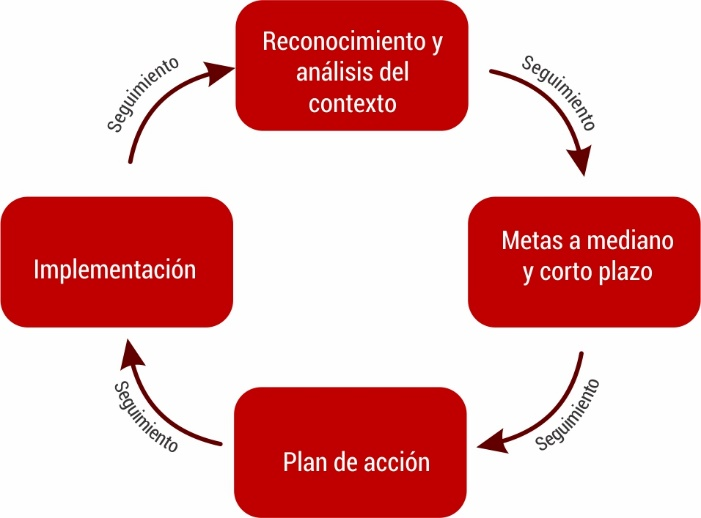 Reconocimiento y
análisis del
contexto
Seguimiento
Metas a mediano
y corto plazo
Seguimiento
Plan de acción
Seguimiento
Implementación
Seguimiento